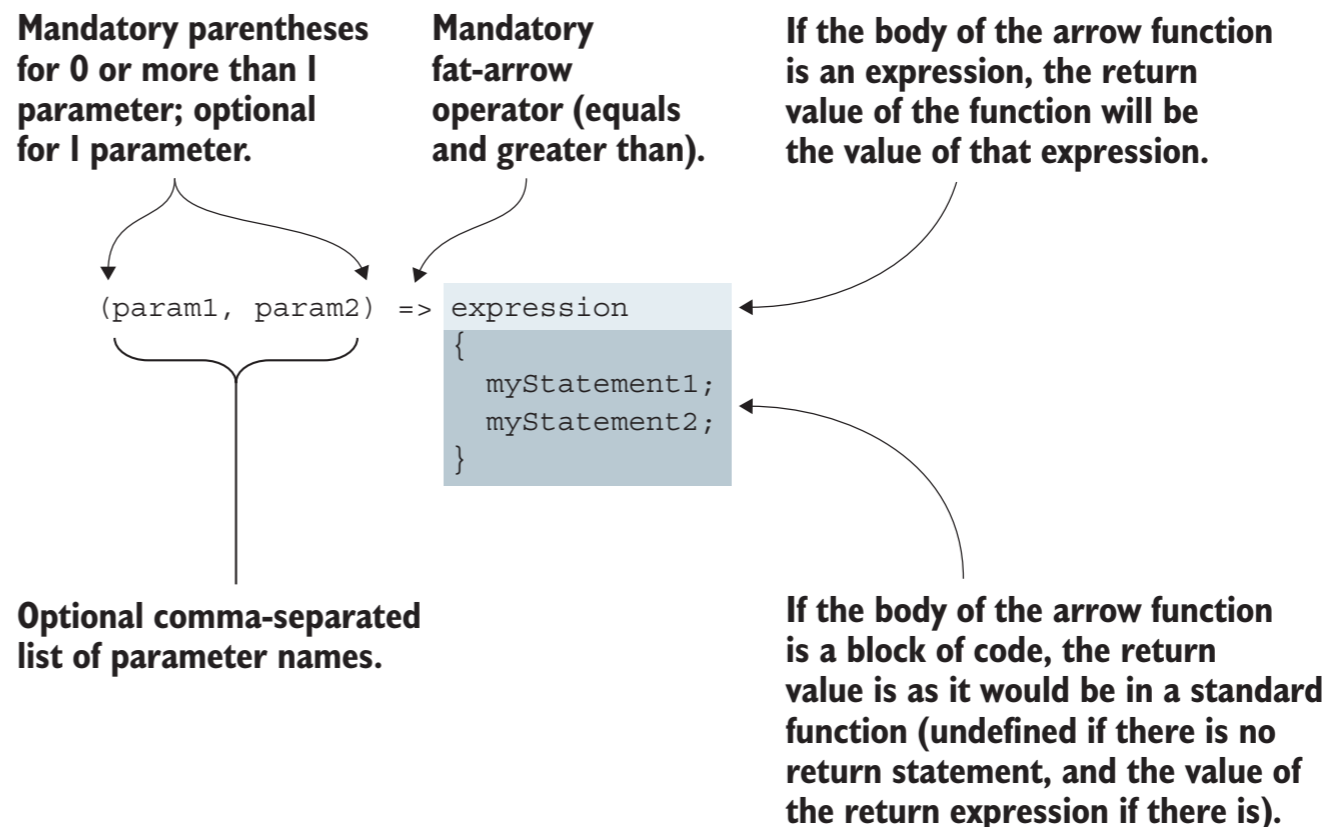 Mandatory parentheses
for 0 or more than 1
parameter; optional
for 1 parameter.
Mandatory
fat-arrow
operator (equals
and greater than).
If the body of the arrow function
is an expression, the return
value of the function will be
the value of that expression.
(param1, param2) => expression
{
myStatement1;
myStatement2;
}
Optional comma-separated
list of parameter names.
If the body of the arrow function
is a block of code, the return
value is as it would be in a standard
function (undefined if there is no
return statement, and the value of
the return expression if there is).